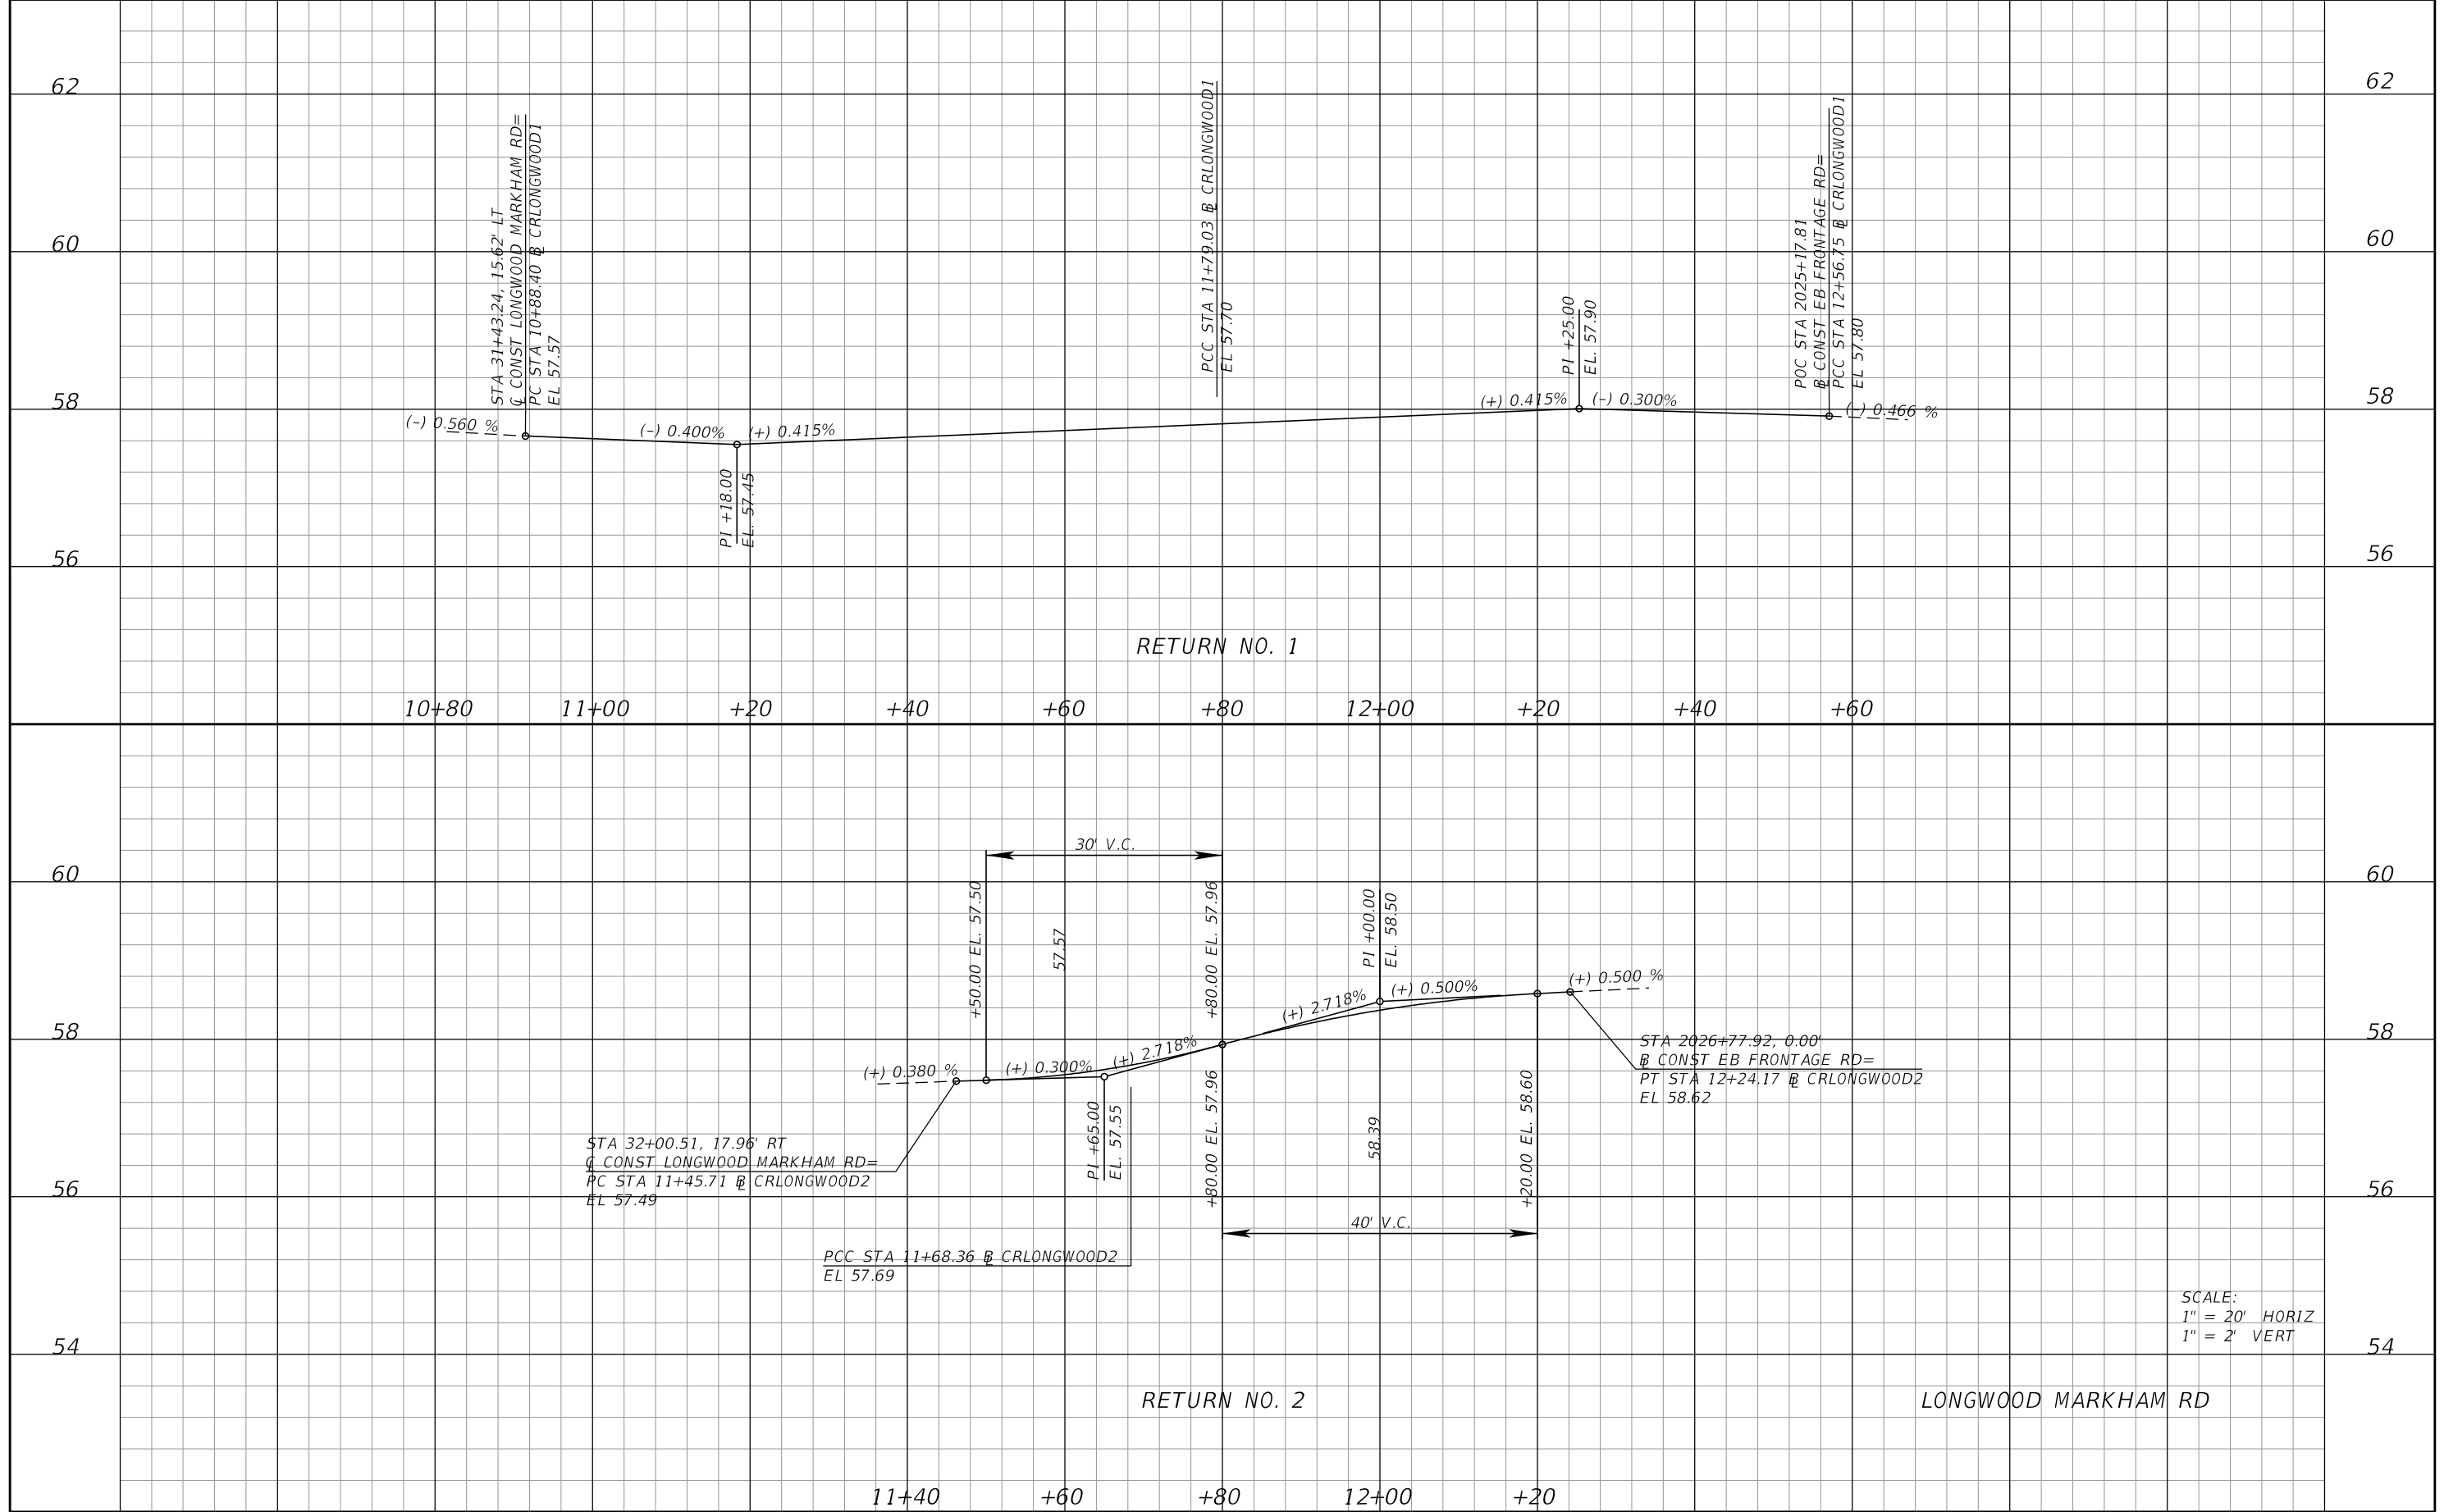 62
62
60
60
58
58
56
56
STA 31+43.24, 15.62' LT
℄ CONST LONGWOOD MARKHAM RD=
PC STA 10+88.40 BL CRLONGWOOD1
EL 57.57
PCC STA 11+79.03 BL CRLONGWOOD1
EL 57.70
PI +25.00
EL. 57.90
POC STA 2025+17.81
BL CONST EB FRONTAGE RD=
PCC STA 12+56.75 BL CRLONGWOOD1
EL 57.80
(-) 0.560 %
(-) 0.400%
(+) 0.415%
(+) 0.415%
(-) 0.300%
(-) 0.466 %
PI +18.00
EL. 57.45
RETURN NO. 1
10+80
11+00
+20
+40
+60
+80
12+00
+20
+40
+60
60
60
58
58
56
56
54
54
30' V.C.
+50.00 EL. 57.50
57.57
+80.00 EL. 57.96
PI +00.00
EL. 58.50
(+) 0.380 %
(+) 0.300%
(+) 2.718%
(+) 2.718%
(+) 0.500%
(+) 0.500 %
STA 2026+77.92, 0.00'
BL CONST EB FRONTAGE RD=
PT STA 12+24.17 BL CRLONGWOOD2
EL 58.62
STA 32+00.51, 17.96' RT
℄ CONST LONGWOOD MARKHAM RD=
PC STA 11+45.71 BL CRLONGWOOD2
EL 57.49
PI +65.00
EL. 57.55
+80.00 EL. 57.96
58.39
+20.00 EL. 58.60
40' V.C.
PCC STA 11+68.36 BL CRLONGWOOD2
EL 57.69
SCALE:
1" = 20' HORIZ
1" = 2' VERT
RETURN NO. 2
LONGWOOD MARKHAM RD
11+40
+60
+80
12+00
+20